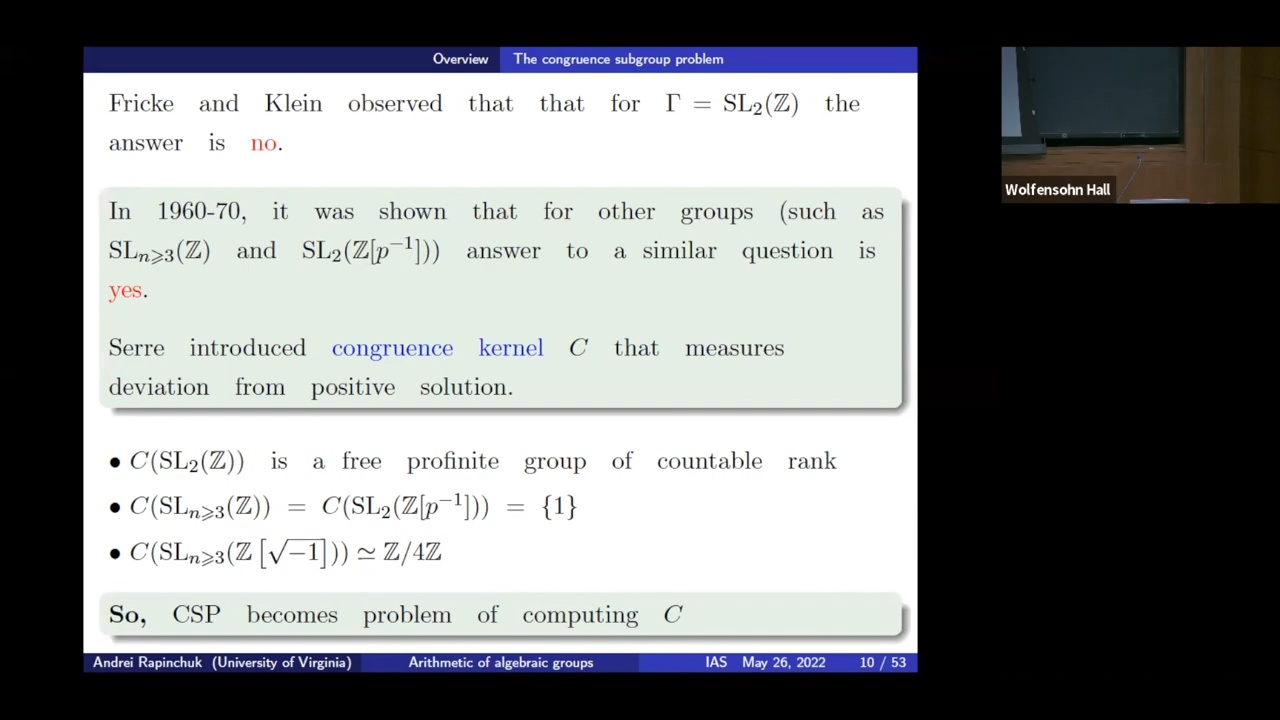 Overview The congruence subgroup problem
Fricke and Klein observed that that for Γ = SL₂(ℤ) the
answer is no.
In 1960-70, it was shown that for other groups (such as
SLₙ⩾₃(ℤ) and SL₂(ℤ[p⁻¹])) answer to a similar question is
yes.
Serre introduced congruence kernel C that measures
deviation from positive solution.
• C(SL₂(ℤ)) is a free profinite group of countable rank
• C(SLₙ⩾₃(ℤ)) = C(SL₂(ℤ[p⁻¹])) = {1}
• C(SLₙ⩾₃(ℤ[√−1])) ≃ ℤ/4ℤ
So, CSP becomes problem of computing C
Andrei Rapinchuk (University of Virginia) Arithmetic of algebraic groups IAS May 26, 2022 10 / 53
Wolfensohn Hall